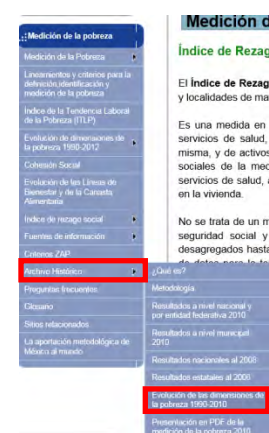 Medición d
.::Medición de la pobreza
Medición de la Pobreza
Lineamientos y criterios para la
definición,identificación y
medición de la pobreza
Índice de la Tendencia Laboral
de la Pobreza (ITLP)
Evolución de dimensiones de
la pobreza 1990-2012
Cohesión Social
Evolución de las Líneas de
Bienestar y de la Canasta
Alimentaria
Índice de rezago social
Fuentes de información
Criterios ZAP
Archivo Histórico
Preguntas frecuentes
Glosario
Sitios relacionados
La aportación metodológica de
México al mundo
¿Qué es?
Metodología
Resultados a nivel nacional y
por entidad federativa 2010
Resultados a nivel municipal
2010
Resultados nacionales al 2008
Resultados estatales al 2008
Evolución de las dimensiones de
la pobreza 1990-2010
Presentación en PDF de la
medición de la pobreza 2010
Índice de Rezag
El Índice de Rezag
y localidades de ma
Es una medida en
servicios de salud,
misma, y de activos
sociales de la med
servicios de salud, a
en la vivienda.
No se trata de un m
seguridad social y
desagregados hasta